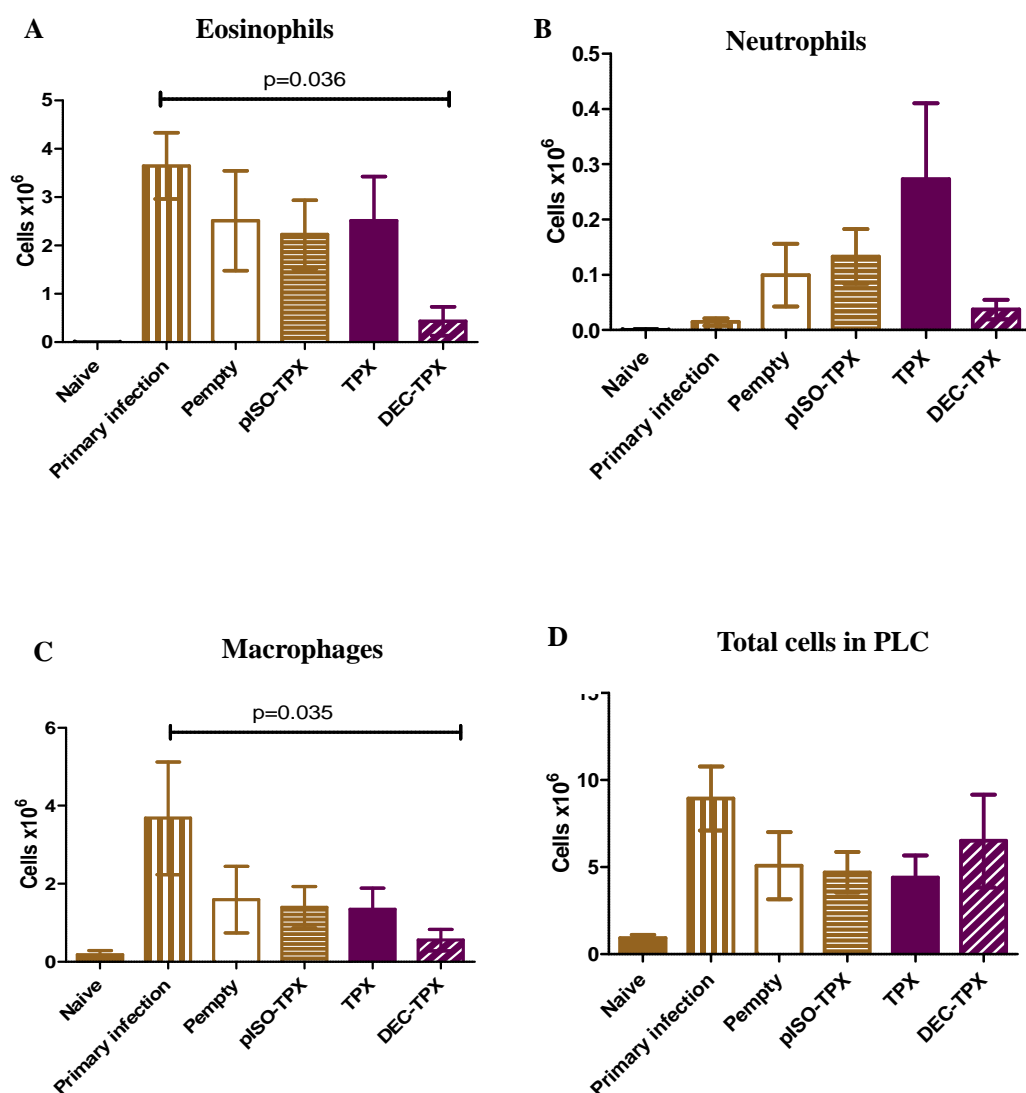 A
Eosinophils
p=0.036
5
4
3
2
1
0
Cells x10⁶
Naive
Primary infection
Pempty
pISO-TPX
TPX
DEC-TPX
B
Neutrophils
0.5
0.4
0.3
0.2
0.1
0.0
Cells x10⁶
Naive
Primary infection
Pempty
pISO-TPX
TPX
DEC-TPX
C
Macrophages
p=0.035
6
4
2
0
Cells x10⁶
Naive
Primary infection
Pempty
pISO-TPX
TPX
DEC-TPX
D
Total cells in PLC
15
10
5
0
Cells x10⁶
Naive
Primary infection
Pempty
pISO-TPX
TPX
DEC-TPX